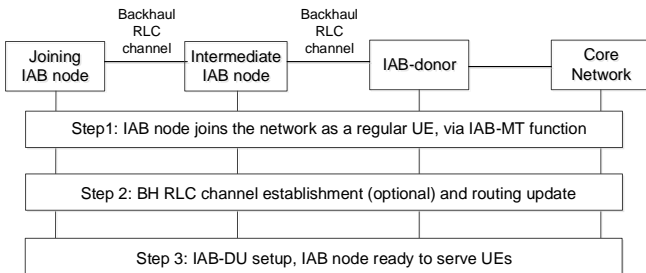 Backhaul
RLC
channel
Backhaul
RLC
channel
Joining
IAB node
Intermediate
IAB node
IAB-donor
Core
Network
Step1: IAB node joins the network as a regular UE, via IAB-MT function
Step 2: BH RLC channel establishment (optional) and routing update
Step 3: IAB-DU setup, IAB node ready to serve UEs